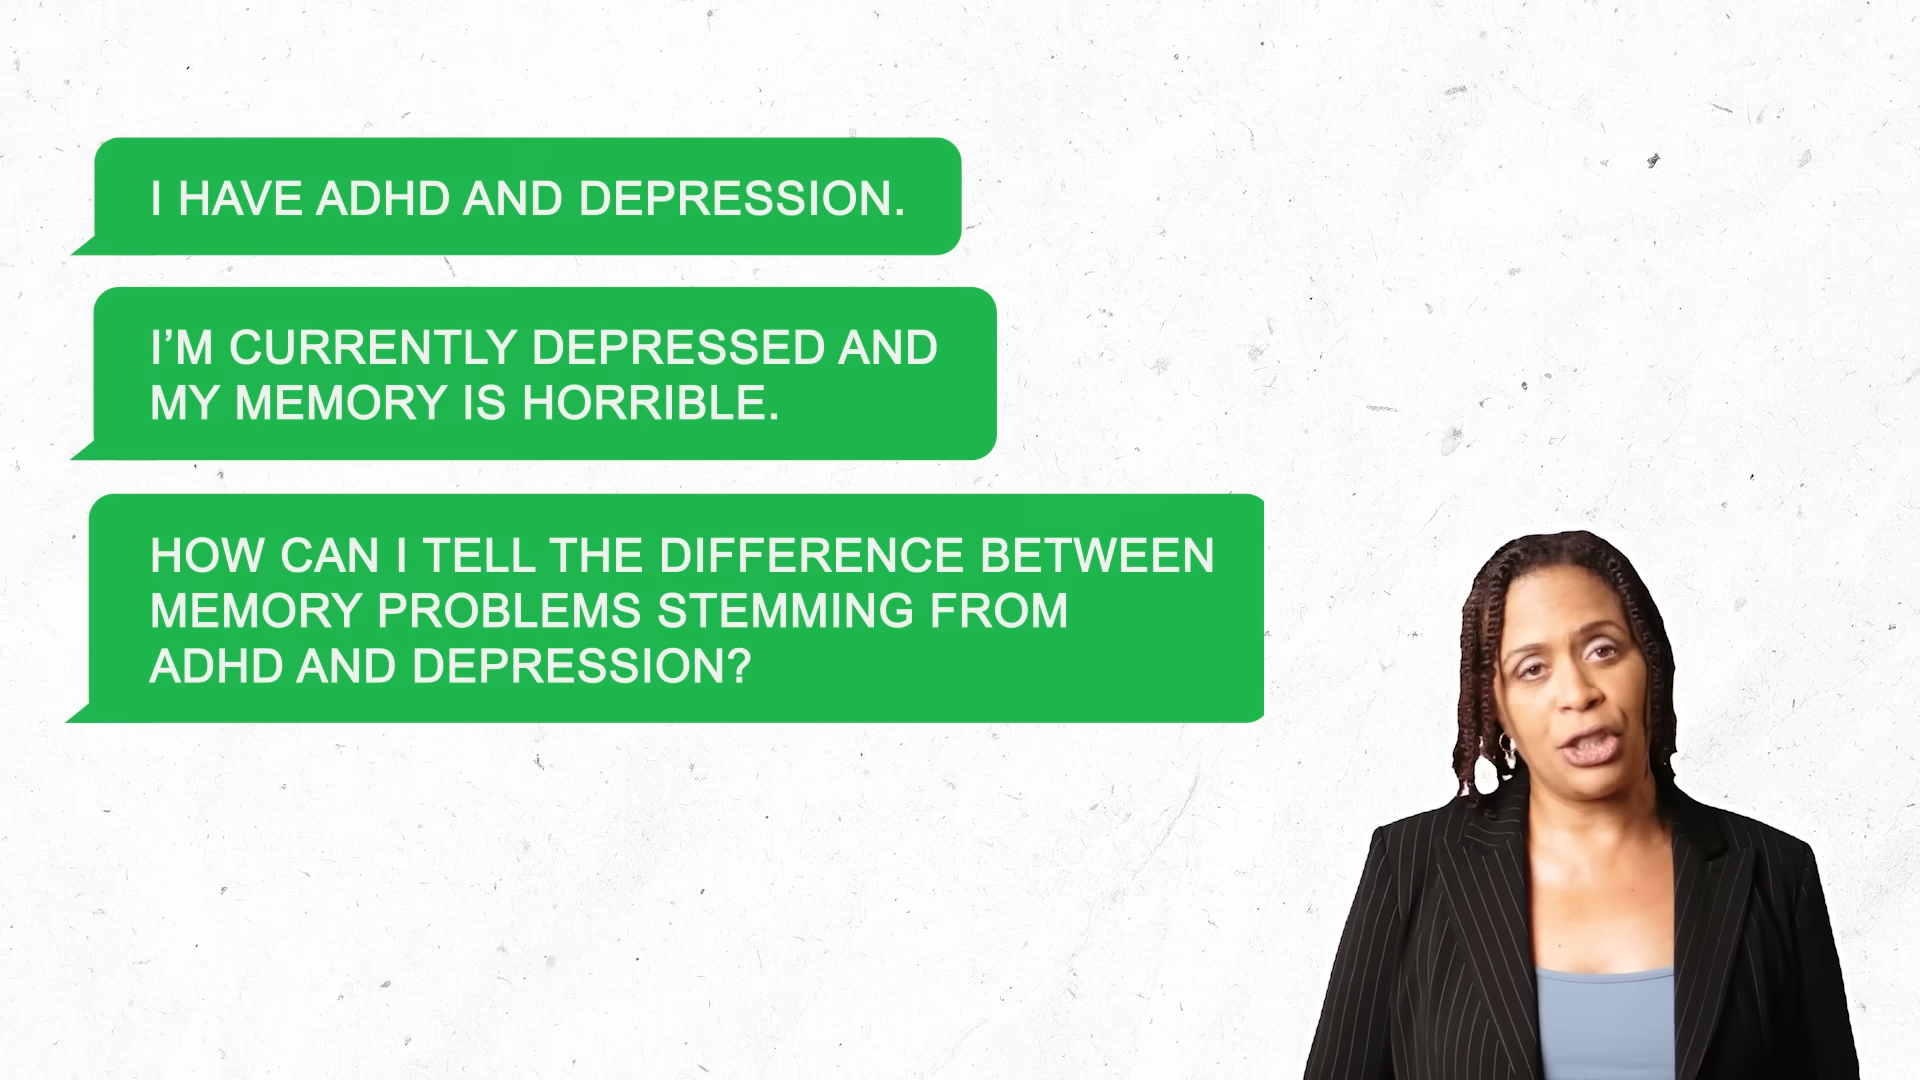 I HAVE ADHD AND DEPRESSION.
I’M CURRENTLY DEPRESSED AND
MY MEMORY IS HORRIBLE.
HOW CAN I TELL THE DIFFERENCE BETWEEN
MEMORY PROBLEMS STEMMING FROM
ADHD AND DEPRESSION?